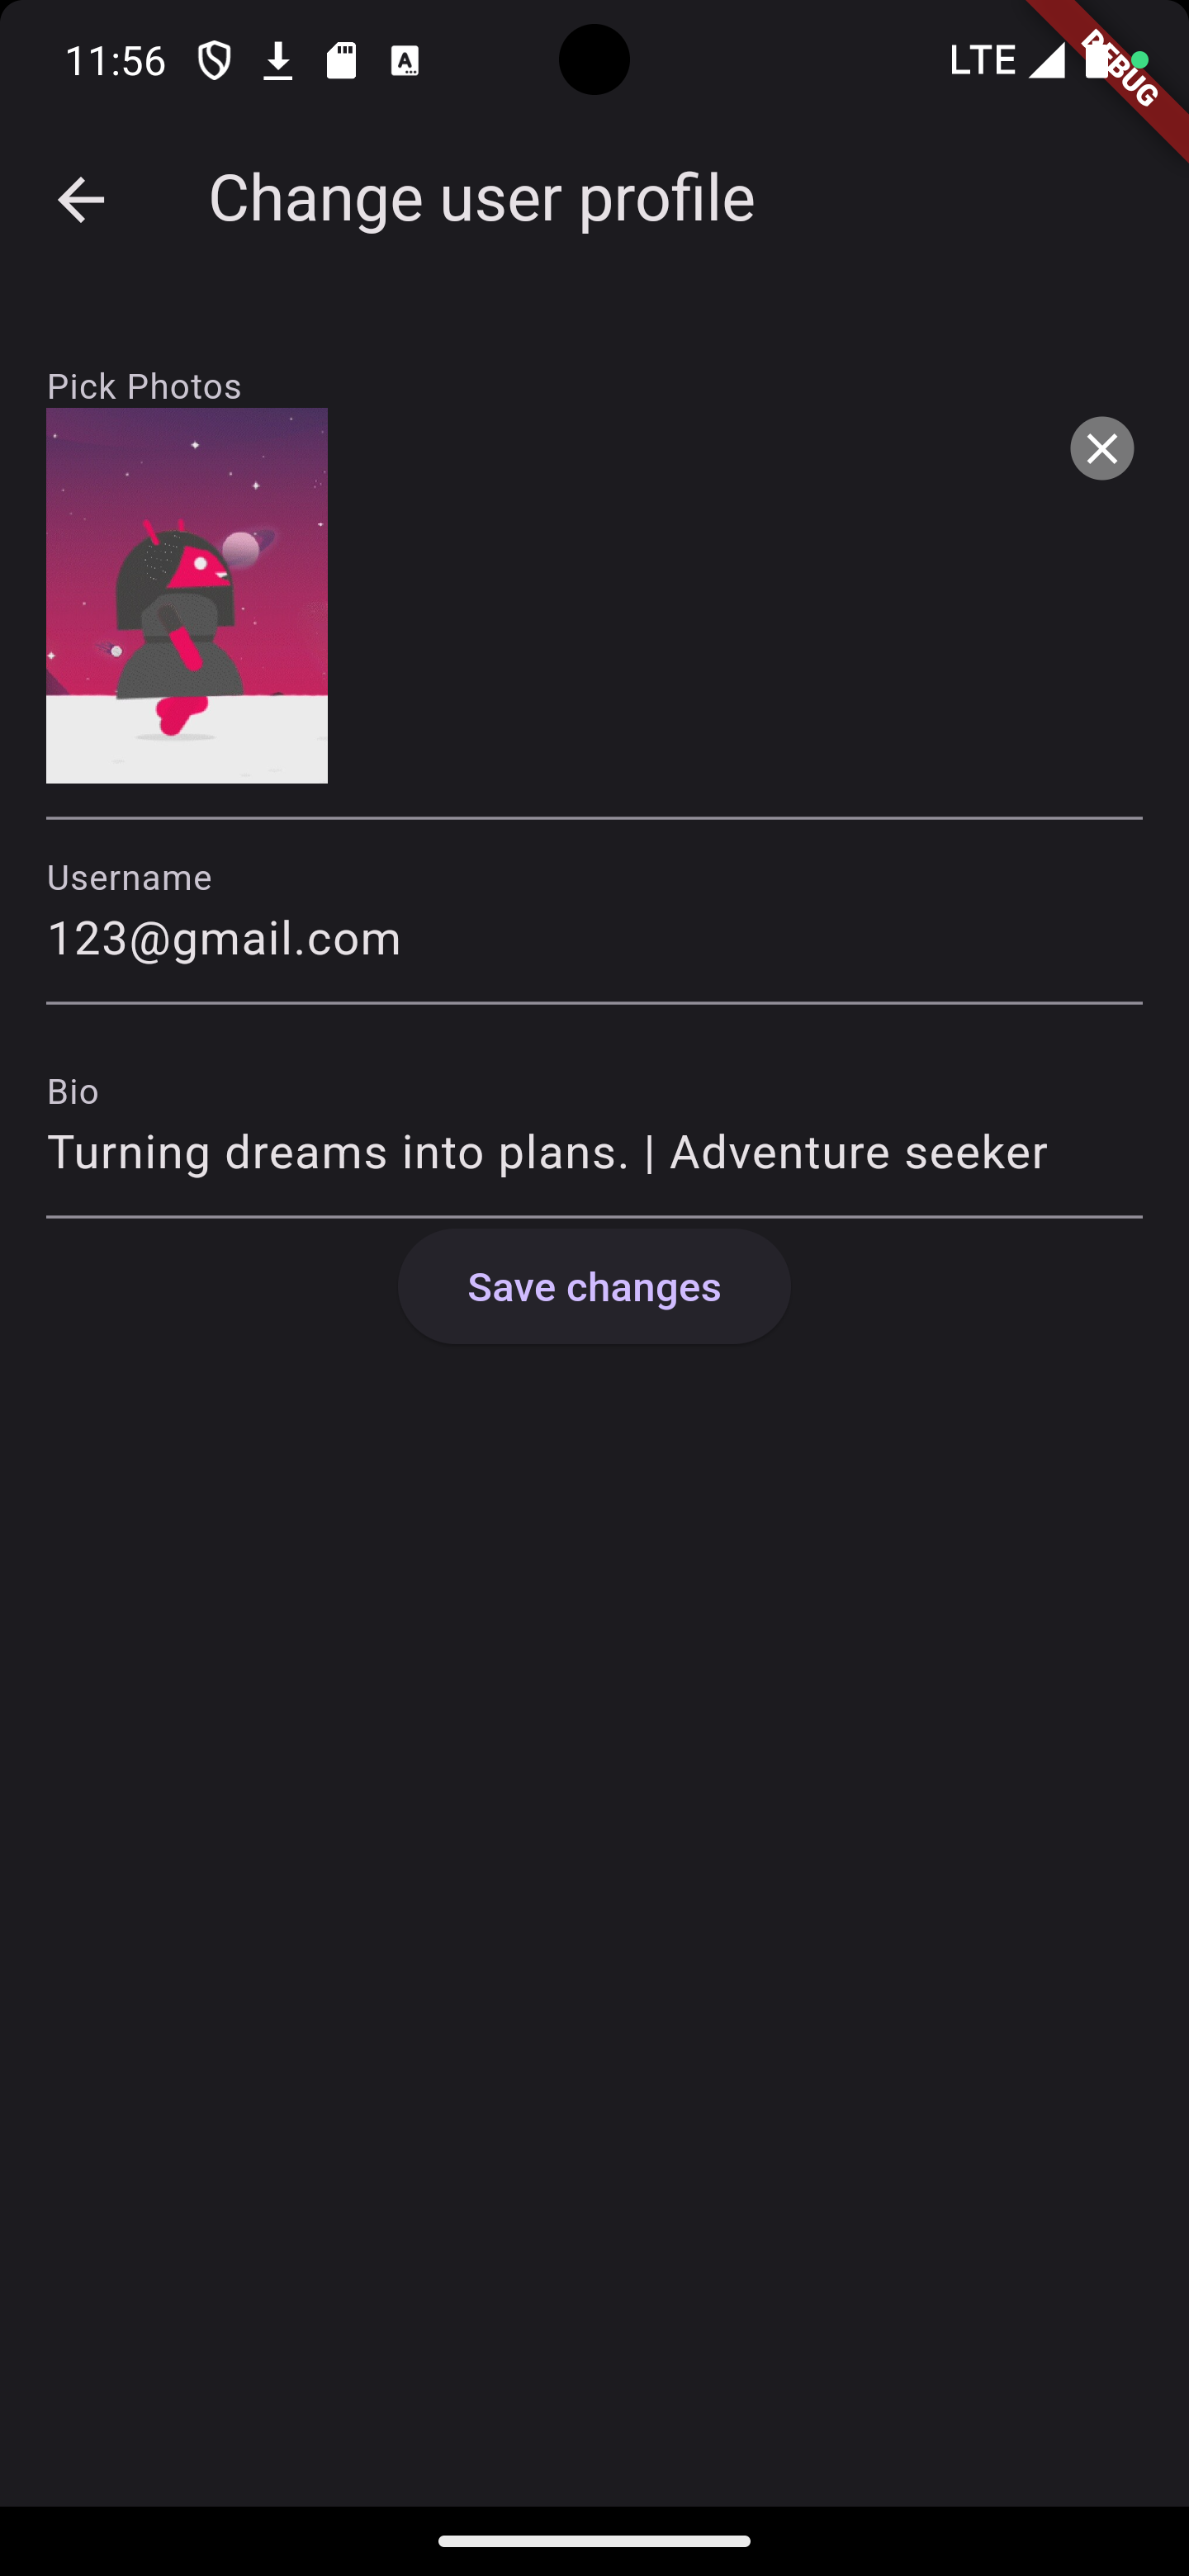 11:56
LTE
DEBUG
Change user profile
Pick Photos
Username
123@gmail.com
Bio
Turning dreams into plans. | Adventure seeker
Save changes